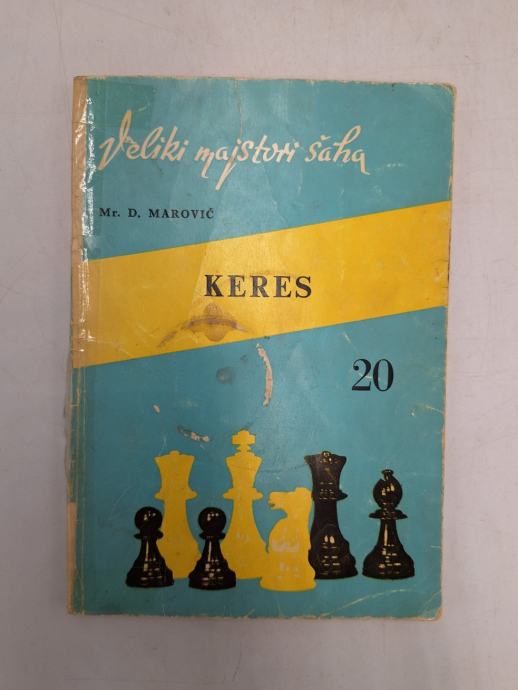 Veliki majstori šaha
Mr. D. MAROVIĆ
KERES
20